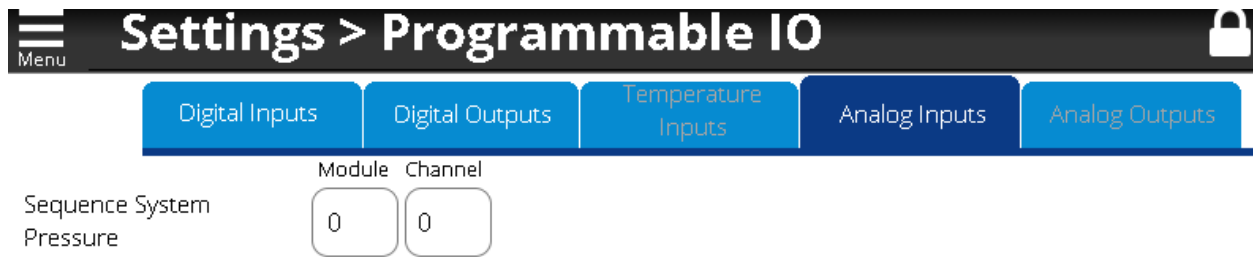 Menu
Settings > Programmable IO
Digital Inputs
Digital Outputs
Temperature
Inputs
Analog Inputs
Analog Outputs
Module Channel
Sequence System
Pressure
0 0